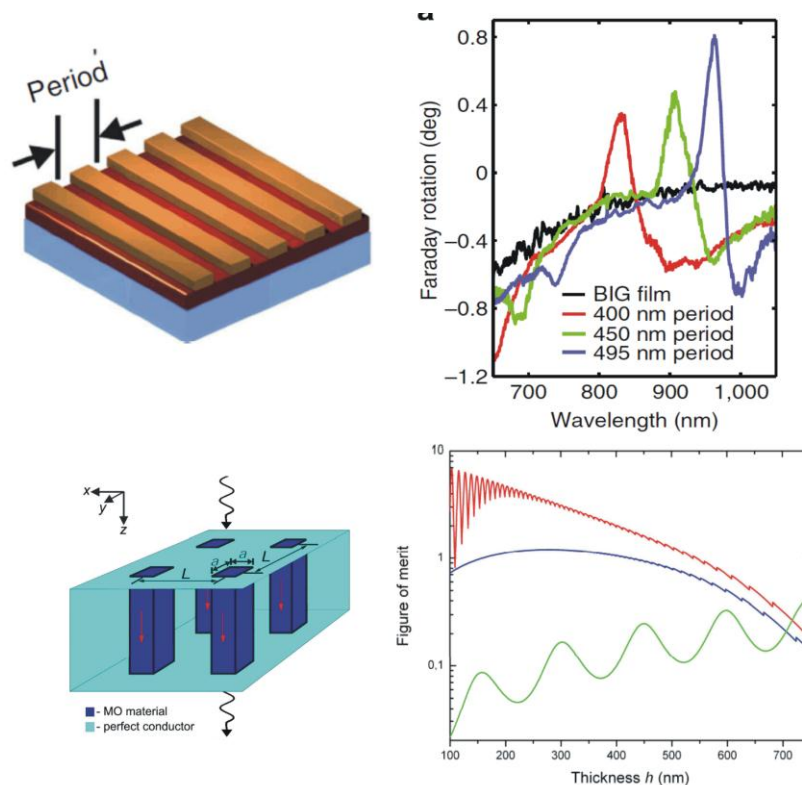 Period
a
0.8
0.4
0
−0.4
−0.8
−1.2
Faraday rotation (deg)
BIG film
400 nm period
450 nm period
495 nm period
700
800
900
1,000
Wavelength (nm)
x
y
z
a
a
L
L
- MO material
- perfect conductor
10
1
0,1
Figure of merit
100
200
300
400
500
600
700
Thickness h (nm)